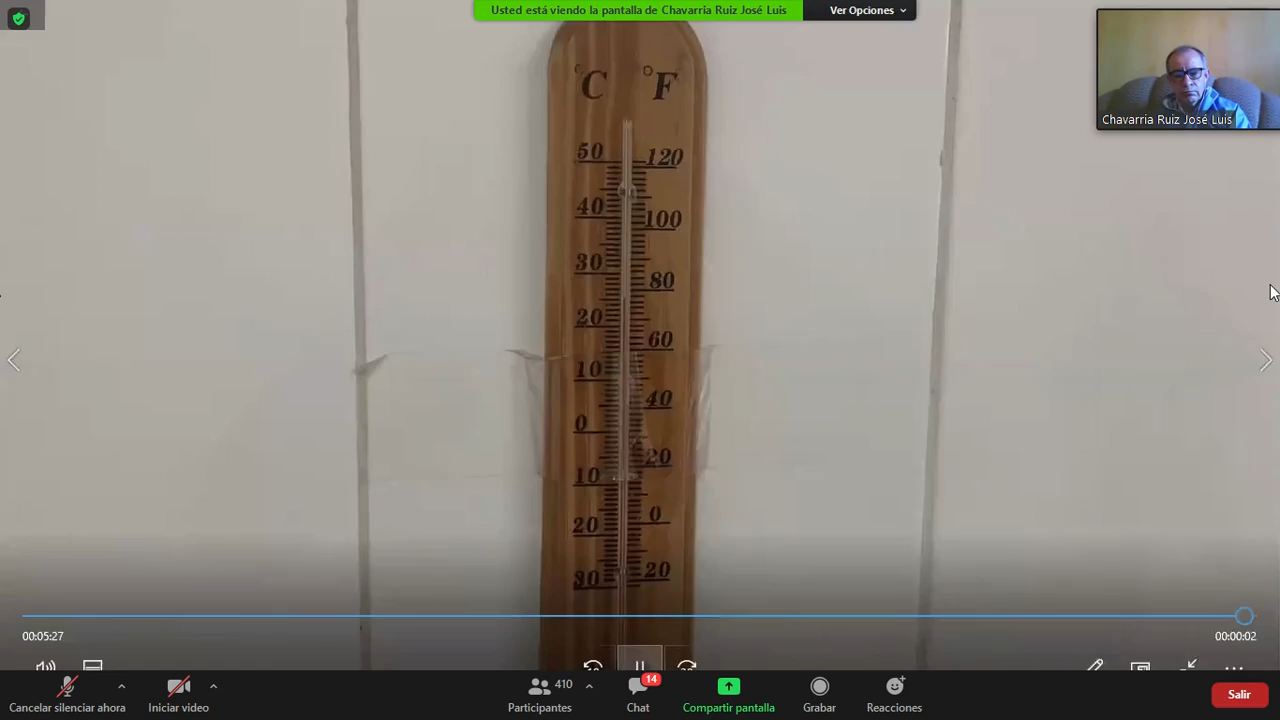 Usted está viendo la pantalla de Chavarria Ruiz José Luis
Ver Opciones
Chavarria Ruiz José Luis
°C °F
50 120
40 100
30 80
20 60
10 40
0 20
10 0
20 20
30
00:05:27
00:00:02
Cancelar silenciar ahora
Iniciar video
410
Participantes
14
Chat
Compartir pantalla
Grabar
Reacciones
Salir